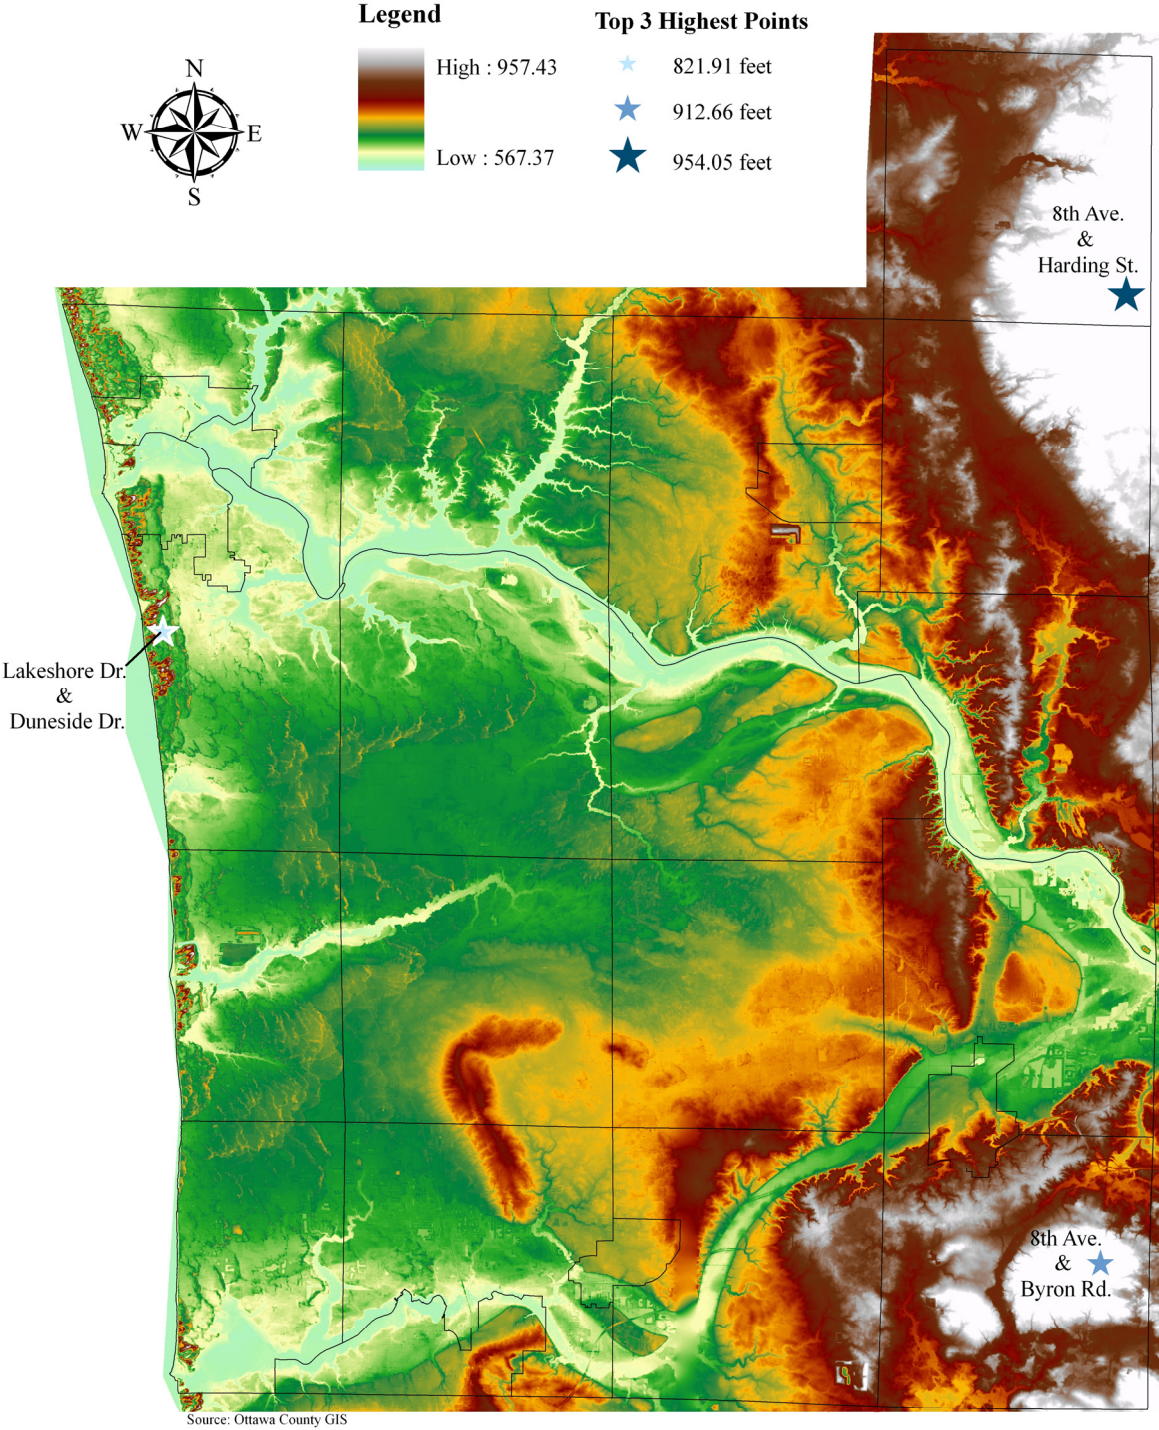 Legend
High : 957.43
Low : 567.37
Top 3 Highest Points
821.91 feet
912.66 feet
954.05 feet
N
W
E
S
8th Ave.
&
Harding St.
Lakeshore Dr.
&
Duneside Dr.
8th Ave.
&
Byron Rd.
Source: Ottawa County GIS